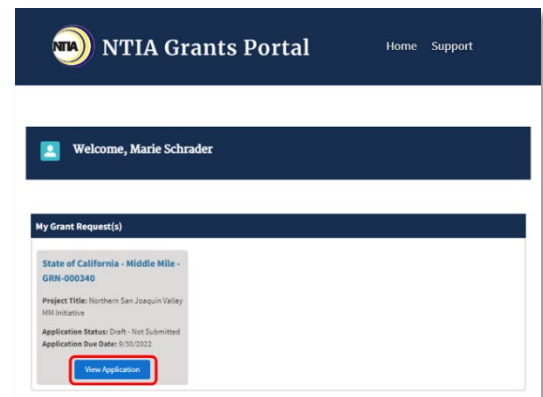 NTIA NTIA Grants Portal Home Support
Welcome, Marie Schrader
My Grant Request(s)
State of California - Middle Mile -
GRN-000340
Project Title: Northern San Joaquin Valley
MM Initiative
Application Status: Draft - Not Submitted
Application Due Date: 9/30/2022
View Application